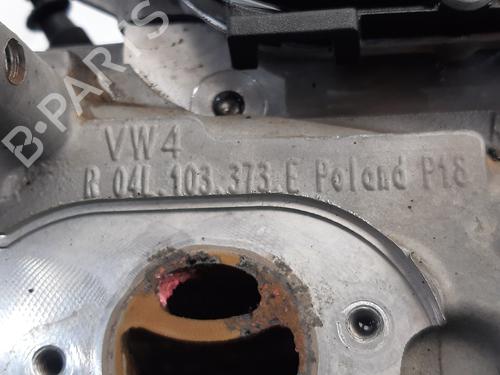 B-PARTS
VW4
R 04L.103.373 E Poland P18